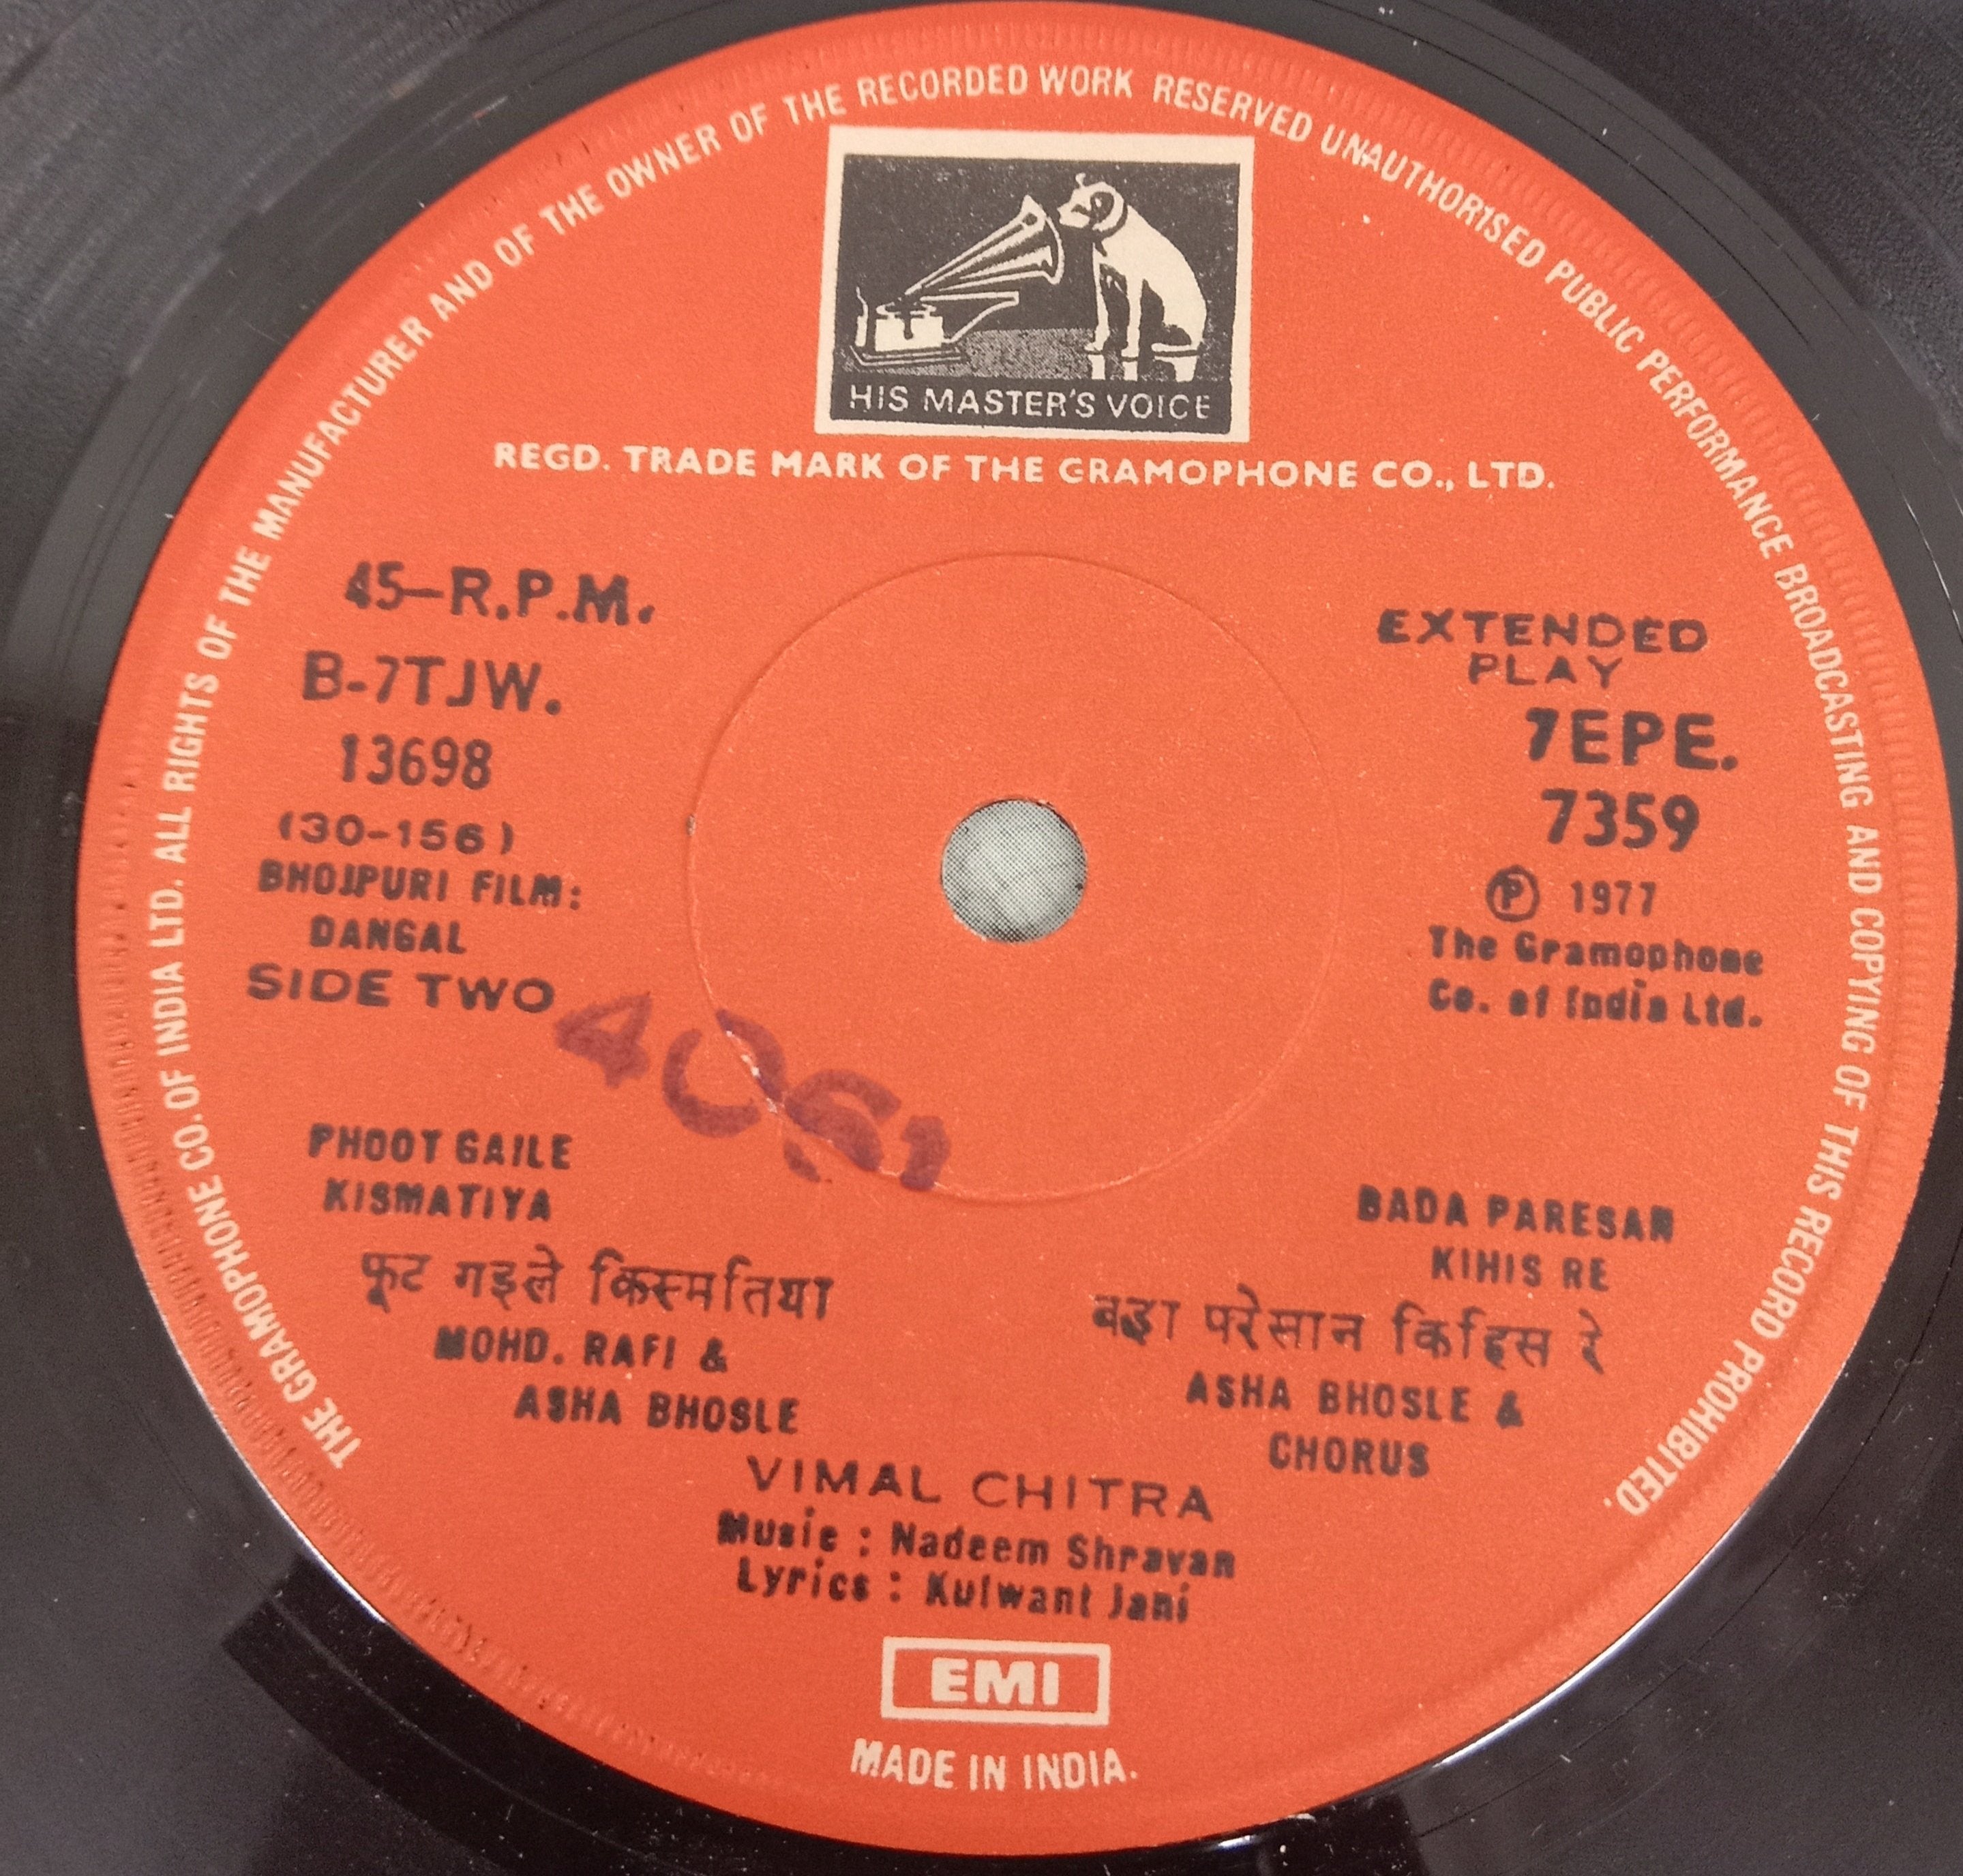 THE GRAMOPHONE CO. OF INDIA LTD. ALL RIGHTS OF THE MANUFACTURER AND OF THE OWNER OF THE RECORDED WORK RESERVED UNAUTHORISED PUBLIC PERFORMANCE BROADCASTING AND COPYING OF THIS RECORD PROHIBITED.
HIS MASTER'S VOICE
REGD. TRADE MARK OF THE GRAMOPHONE CO., LTD.
45-R.P.M.
B-7TJW.
13698
(30-156)
BHOJPURI FILM:
DANGAL
SIDE TWO
EXTENDED
PLAY
7EPE.
7359
Ⓟ 1977
The Gramophone
Co. of India Ltd.
4061
PHOOT GAILE
KISMATIYA
फूट गइले किस्मतिया
MOHD. RAFI &
ASHA BHOSLE
BADA PARESAN
KIHIS RE
बड़ा परेसान किहिस रे
ASHA BHOSLE &
CHORUS
VIMAL CHITRA
Music : Nadeem Shravan
Lyrics : Kulwant Jani
EMI
MADE IN INDIA.